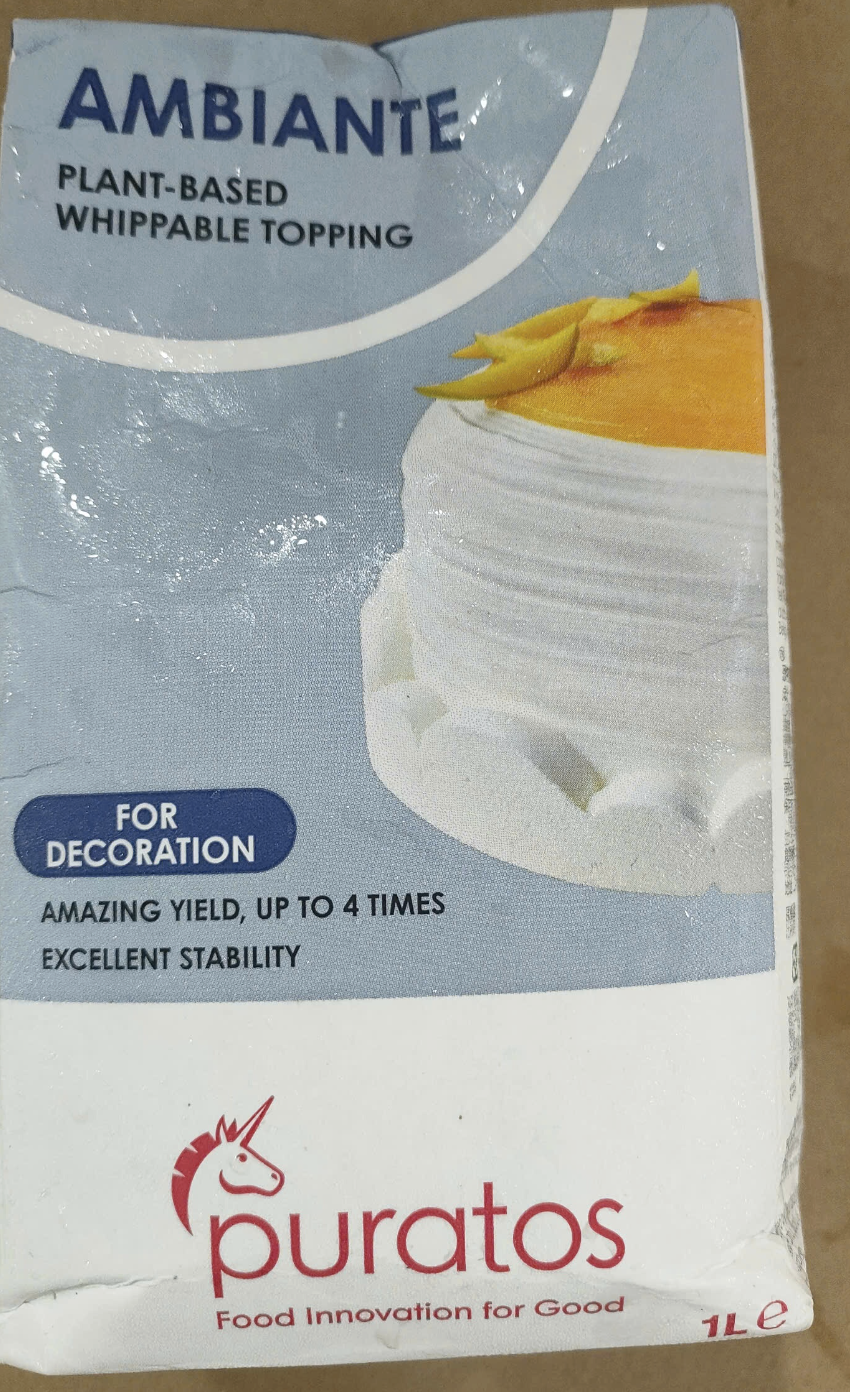 AMBIANTE
PLANT-BASED
WHIPPABLE TOPPING
FOR
DECORATION
AMAZING YIELD, UP TO 4 TIMES
EXCELLENT STABILITY
puratos
Food Innovation for Good
1L e